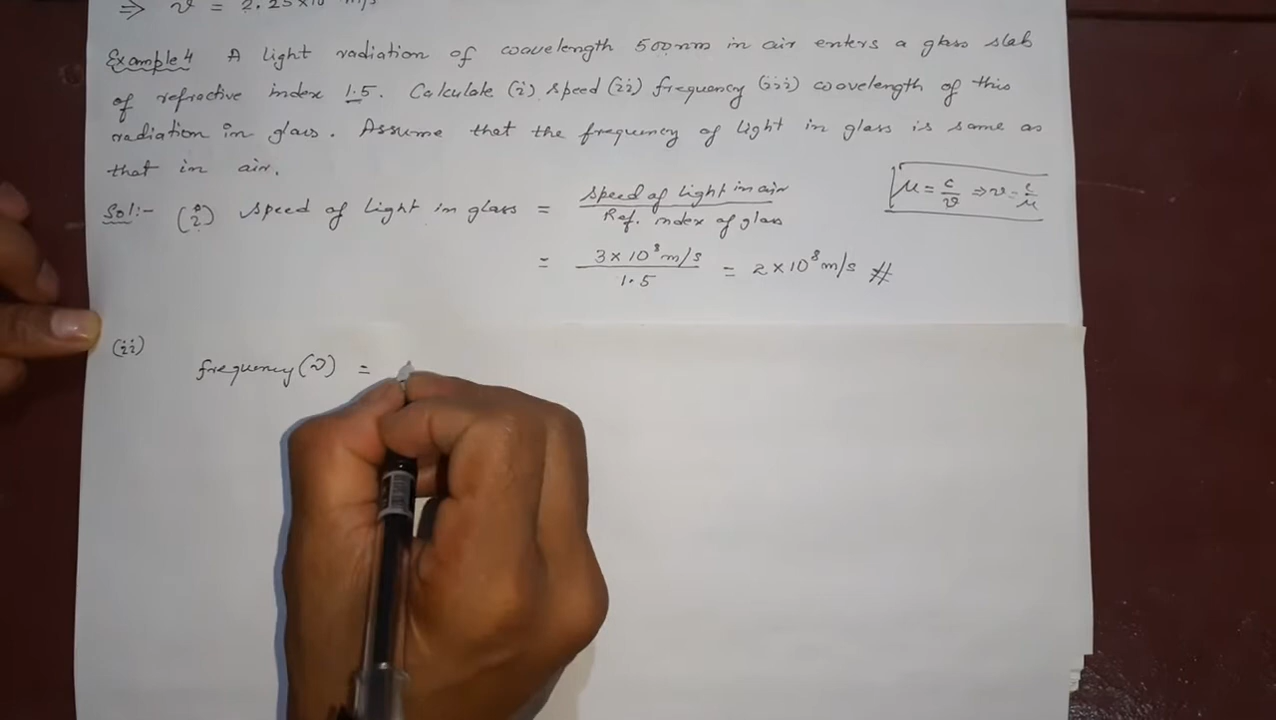 ⇒ v = 2.25×10 m/s
Example 4 A light radiation of wavelength 500nm in air enters a glass slab
of refractive index 1.5. Calculate (i) speed (ii) frequency (iii) wavelength of this
radiation in glass. Assume that the frequency of light in glass is same as
that in air.
Sol:- (i) Speed of light in glass = Speed of light in air / Ref. index of glass
μ = c/v ⇒ v = c/μ
= 3×10⁸ m/s / 1.5 = 2×10⁸ m/s #
(ii)
frequency (ν) =